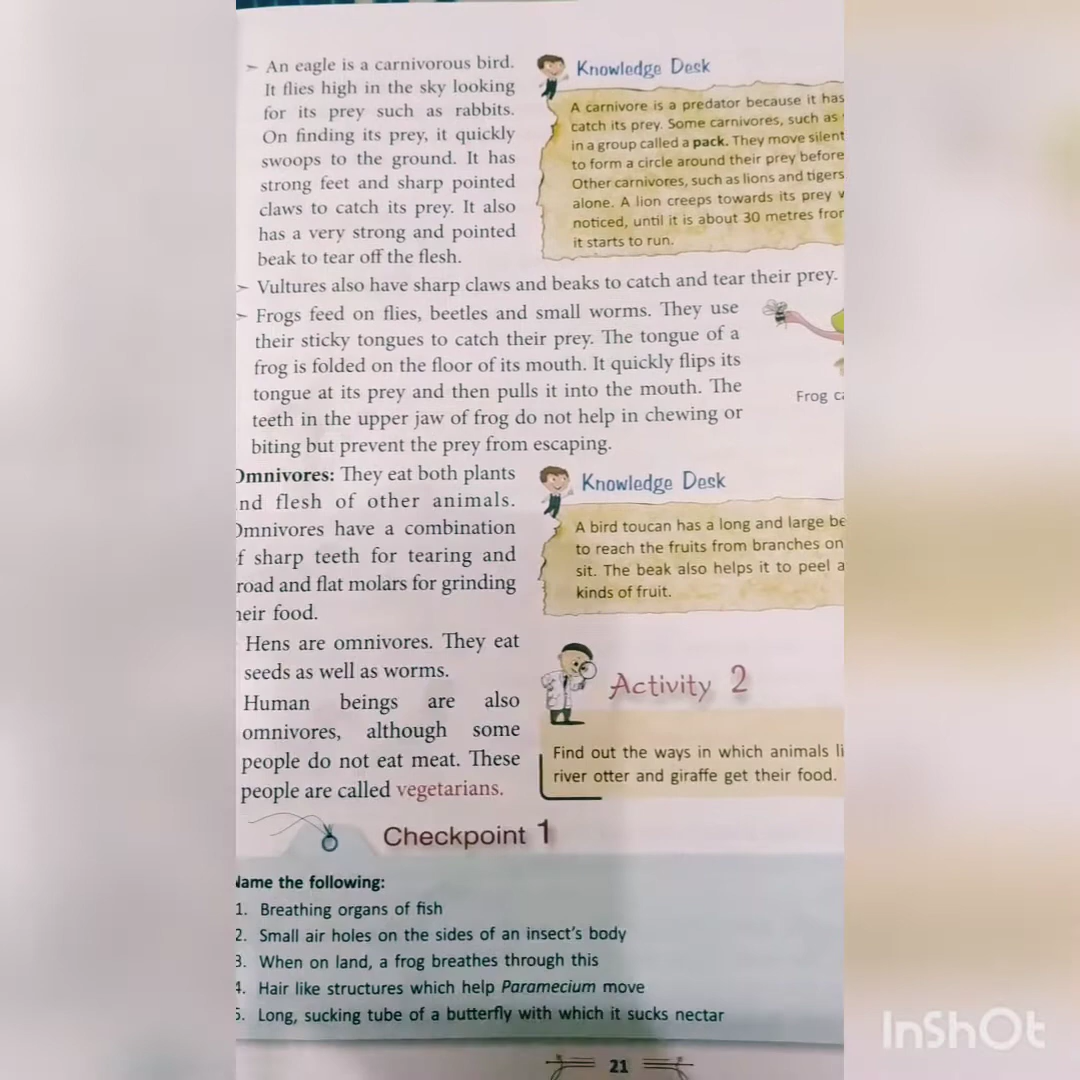 ➢ An eagle is a carnivorous bird.
It flies high in the sky looking
for its prey such as rabbits.
On finding its prey, it quickly
swoops to the ground. It has
strong feet and sharp pointed
claws to catch its prey. It also
has a very strong and pointed
beak to tear off the flesh.
Knowledge Desk
A carnivore is a predator because it has
catch its prey. Some carnivores, such as
in a group called a pack. They move silent
to form a circle around their prey before
Other carnivores, such as lions and tigers
alone. A lion creeps towards its prey w
noticed, until it is about 30 metres fror
it starts to run.
➢ Vultures also have sharp claws and beaks to catch and tear their prey.
➢ Frogs feed on flies, beetles and small worms. They use
their sticky tongues to catch their prey. The tongue of a
frog is folded on the floor of its mouth. It quickly flips its
tongue at its prey and then pulls it into the mouth. The
teeth in the upper jaw of frog do not help in chewing or
biting but prevent the prey from escaping.
Frog ca
Omnivores: They eat both plants
nd flesh of other animals.
Omnivores have a combination
f sharp teeth for tearing and
road and flat molars for grinding
heir food.
Knowledge Desk
A bird toucan has a long and large be
to reach the fruits from branches on
sit. The beak also helps it to peel a
kinds of fruit.
Hens are omnivores. They eat
seeds as well as worms.
Human beings are also
omnivores, although some
people do not eat meat. These
people are called vegetarians.
Activity 2
Find out the ways in which animals li
river otter and giraffe get their food.
Checkpoint 1
Name the following:
1. Breathing organs of fish
2. Small air holes on the sides of an insect's body
3. When on land, a frog breathes through this
4. Hair like structures which help Paramecium move
5. Long, sucking tube of a butterfly with which it sucks nectar
21
InShOt